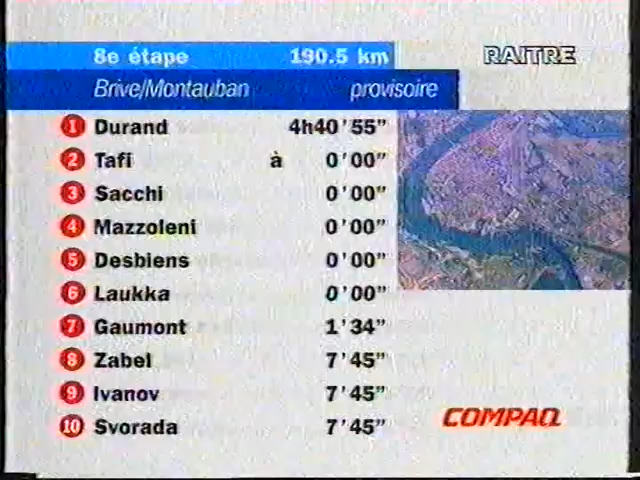 8e étape 190.5 km
RAITRE
Brive/Montauban provisoire
1 Durand 4h40'55"
2 Tafi à 0'00"
3 Sacchi 0'00"
4 Mazzoleni 0'00"
5 Desbiens 0'00"
6 Laukka 0'00"
7 Gaumont 1'34"
8 Zabel 7'45"
9 Ivanov 7'45"
10 Svorada 7'45"
COMPAQ